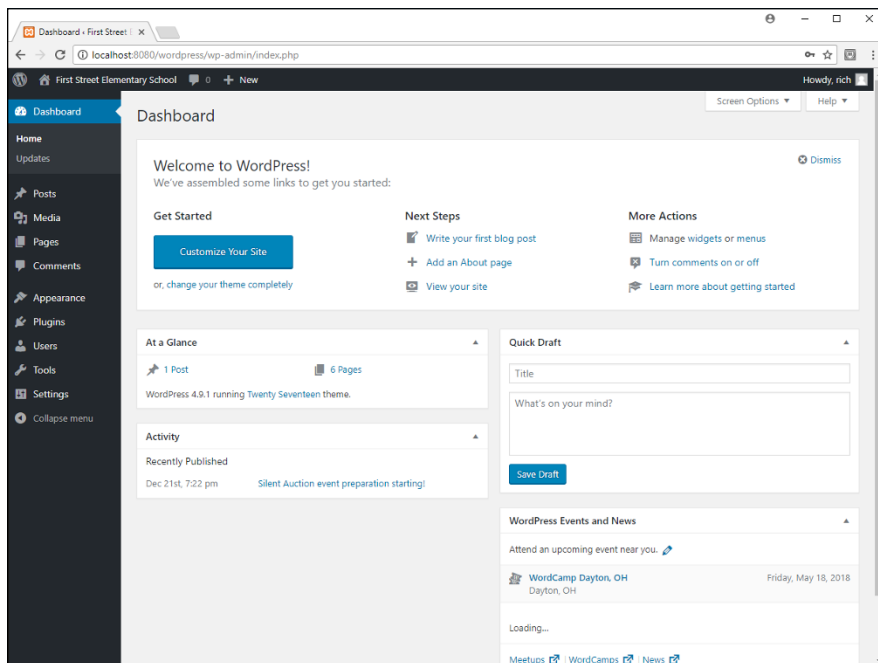 Dashboard ‹ First Street
localhost:8080/wordpress/wp-admin/index.php
First Street Elementary School 0 + New Howdy, rich
Screen Options Help
Dashboard
Home
Updates
Posts
Media
Pages
Comments
Appearance
Plugins
Users
Tools
Settings
Collapse menu
Dashboard
Welcome to WordPress!
Dismiss
We've assembled some links to get you started:
Get Started
Customize Your Site
or, change your theme completely
Next Steps
Write your first blog post
Add an About page
View your site
More Actions
Manage widgets or menus
Turn comments on or off
Learn more about getting started
At a Glance
1 Post 6 Pages
WordPress 4.9.1 running Twenty Seventeen theme.
Activity
Recently Published
Dec 21st, 7:22 pm Silent Auction event preparation starting!
Quick Draft
Title
What's on your mind?
Save Draft
WordPress Events and News
Attend an upcoming event near you.
WordCamp Dayton, OH Friday, May 18, 2018
Dayton, OH
Loading...
Meetups | WordCamps | News